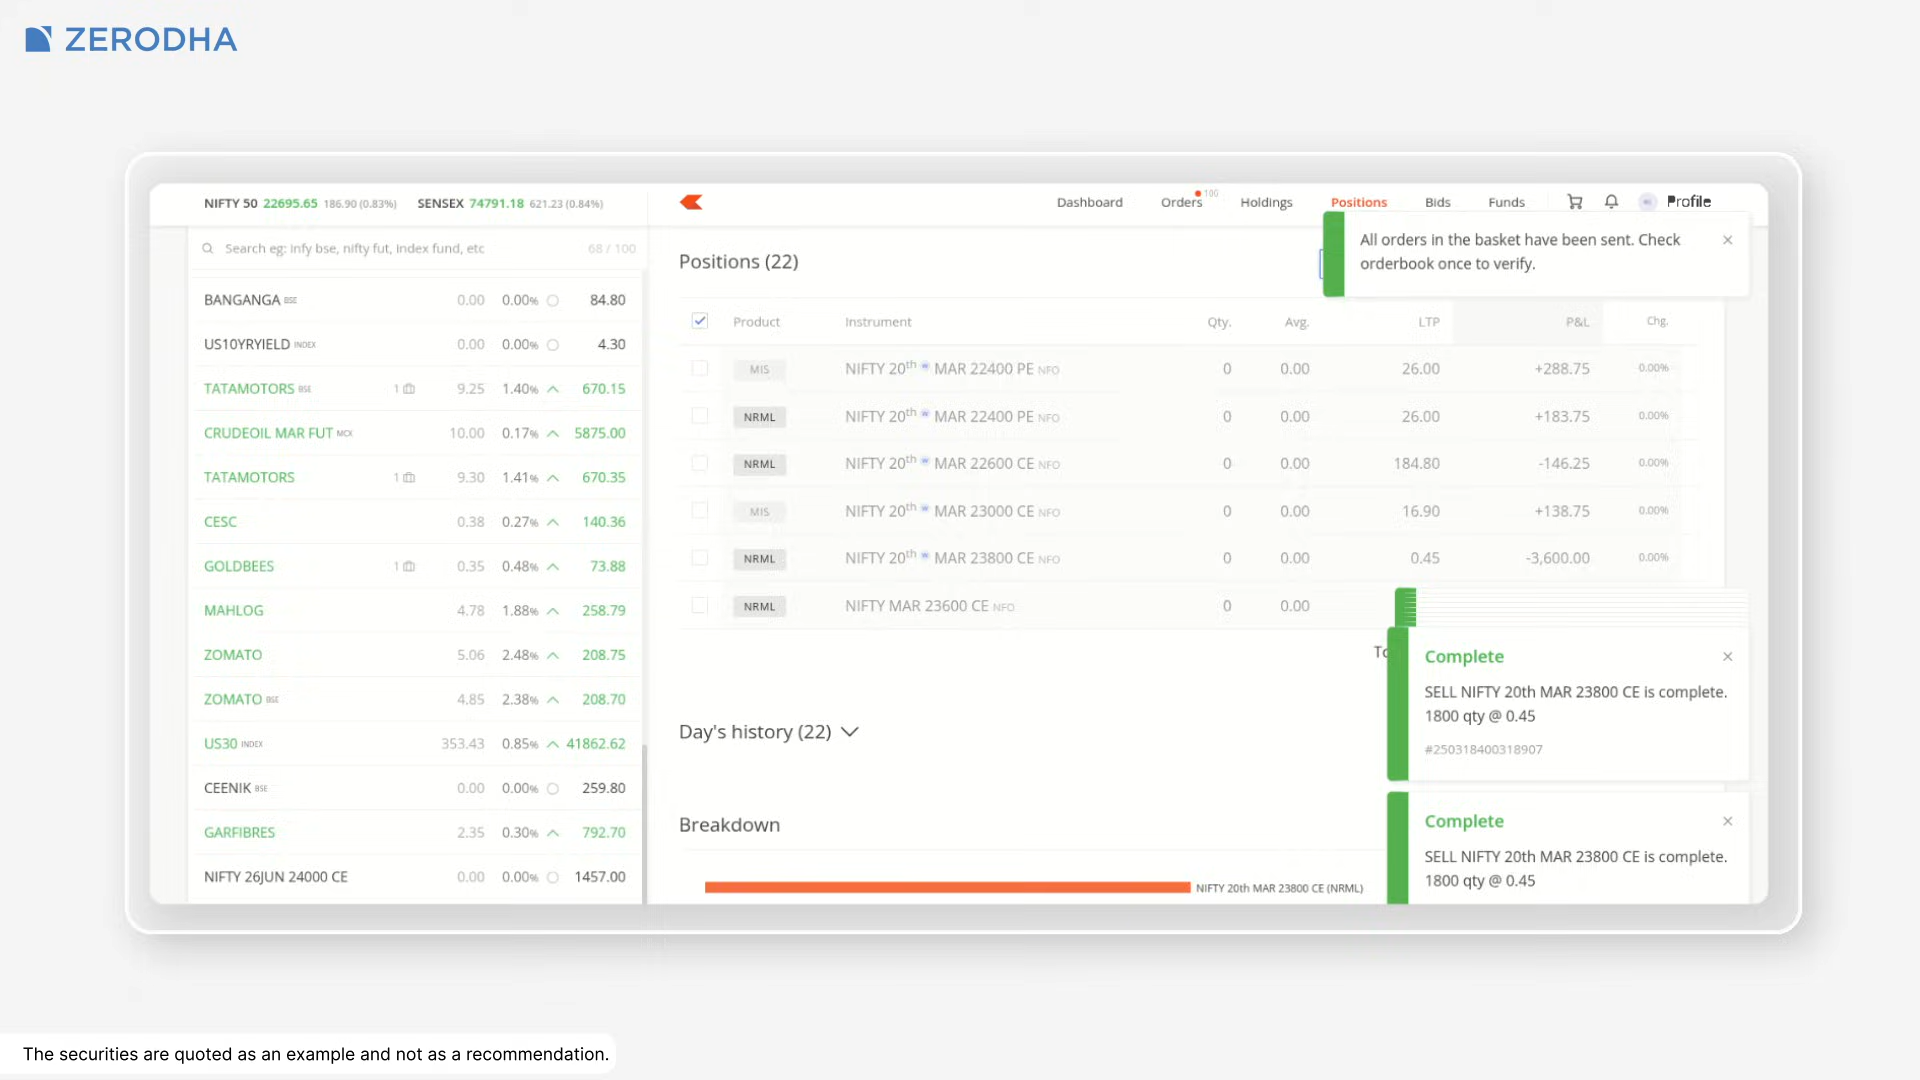 ZERODHA
NIFTY 50 22695.65 186.90 (0.83%) SENSEX 74791.18 621.23 (0.84%)
Dashboard Orders 100 Holdings Positions Bids Funds Profile
Search eg: infy bse, nifty fut, index fund, etc 68 / 100
BANGANGA BSE 0.00 0.00% 84.80
US10YRYIELD INDEX 0.00 0.00% 4.30
TATAMOTORS BSE 1 9.25 1.40% 670.15
CRUDEOIL MAR FUT MCX 10.00 0.17% 5875.00
TATAMOTORS 1 9.30 1.41% 670.35
CESC 0.38 0.27% 140.36
GOLDBEES 1 0.35 0.48% 73.88
MAHLOG 4.78 1.88% 258.79
ZOMATO 5.06 2.48% 208.75
ZOMATO BSE 4.85 2.38% 208.70
US30 INDEX 353.43 0.85% 41862.62
CEENIK BSE 0.00 0.00% 259.80
GARFIBRES 2.35 0.30% 792.70
NIFTY 26JUN 24000 CE 0.00 0.00% 1457.00
Positions (22)
All orders in the basket have been sent. Check
orderbook once to verify.
Product Instrument Qty. Avg. LTP P&L Chg.
MIS NIFTY 20th MAR 22400 PE NFO 0 0.00 26.00 +288.75 0.00%
NRML NIFTY 20th MAR 22400 PE NFO 0 0.00 26.00 +183.75 0.00%
NRML NIFTY 20th MAR 22600 CE NFO 0 0.00 184.80 -146.25 0.00%
MIS NIFTY 20th MAR 23000 CE NFO 0 0.00 16.90 +138.75 0.00%
NRML NIFTY 20th MAR 23800 CE NFO 0 0.00 0.45 -3,600.00 0.00%
NRML NIFTY MAR 23600 CE NFO 0 0.00
Day's history (22)
Breakdown
NIFTY 20th MAR 23800 CE (NRML)
Complete
SELL NIFTY 20th MAR 23800 CE is complete.
1800 qty @ 0.45
#250318400318907
Complete
SELL NIFTY 20th MAR 23800 CE is complete.
1800 qty @ 0.45
The securities are quoted as an example and not as a recommendation.